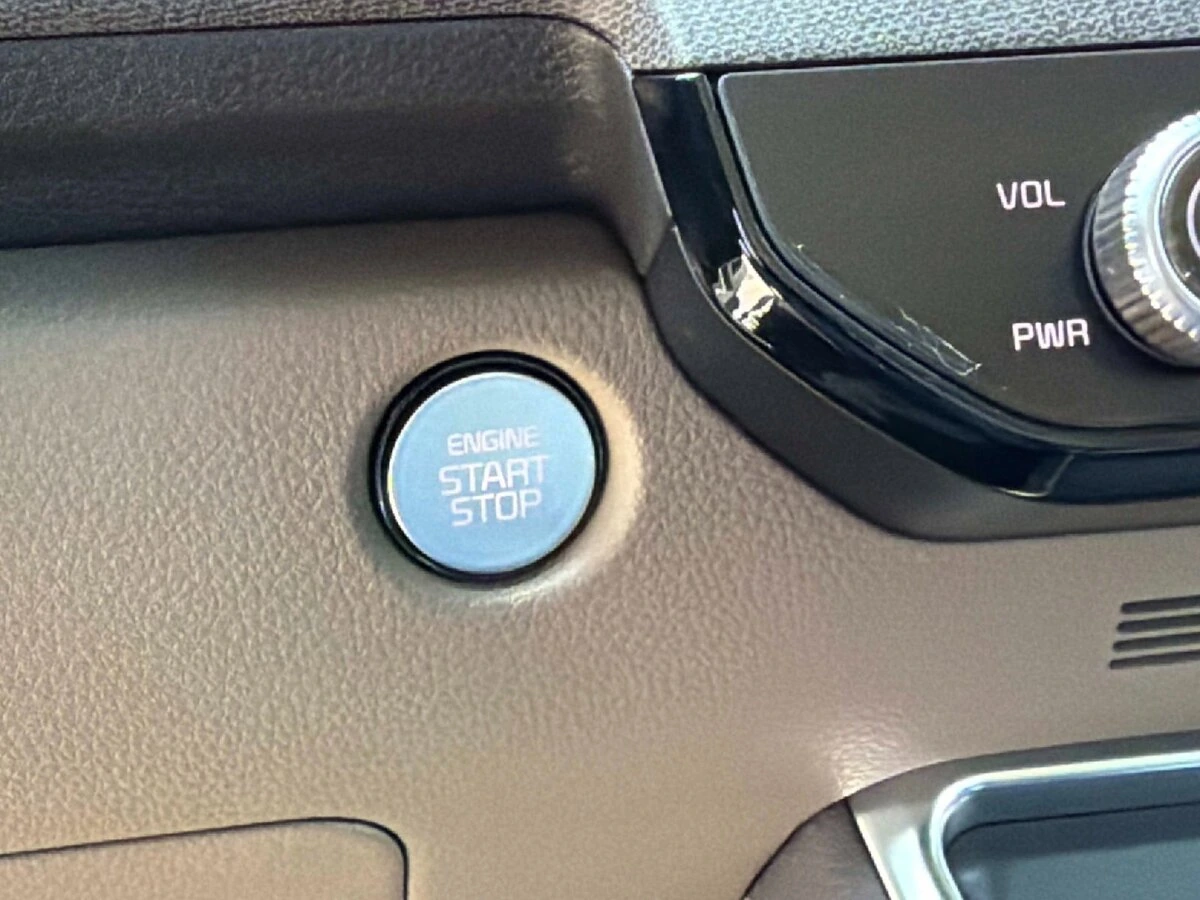 VOL
PWR
ENGINE
START
STOP